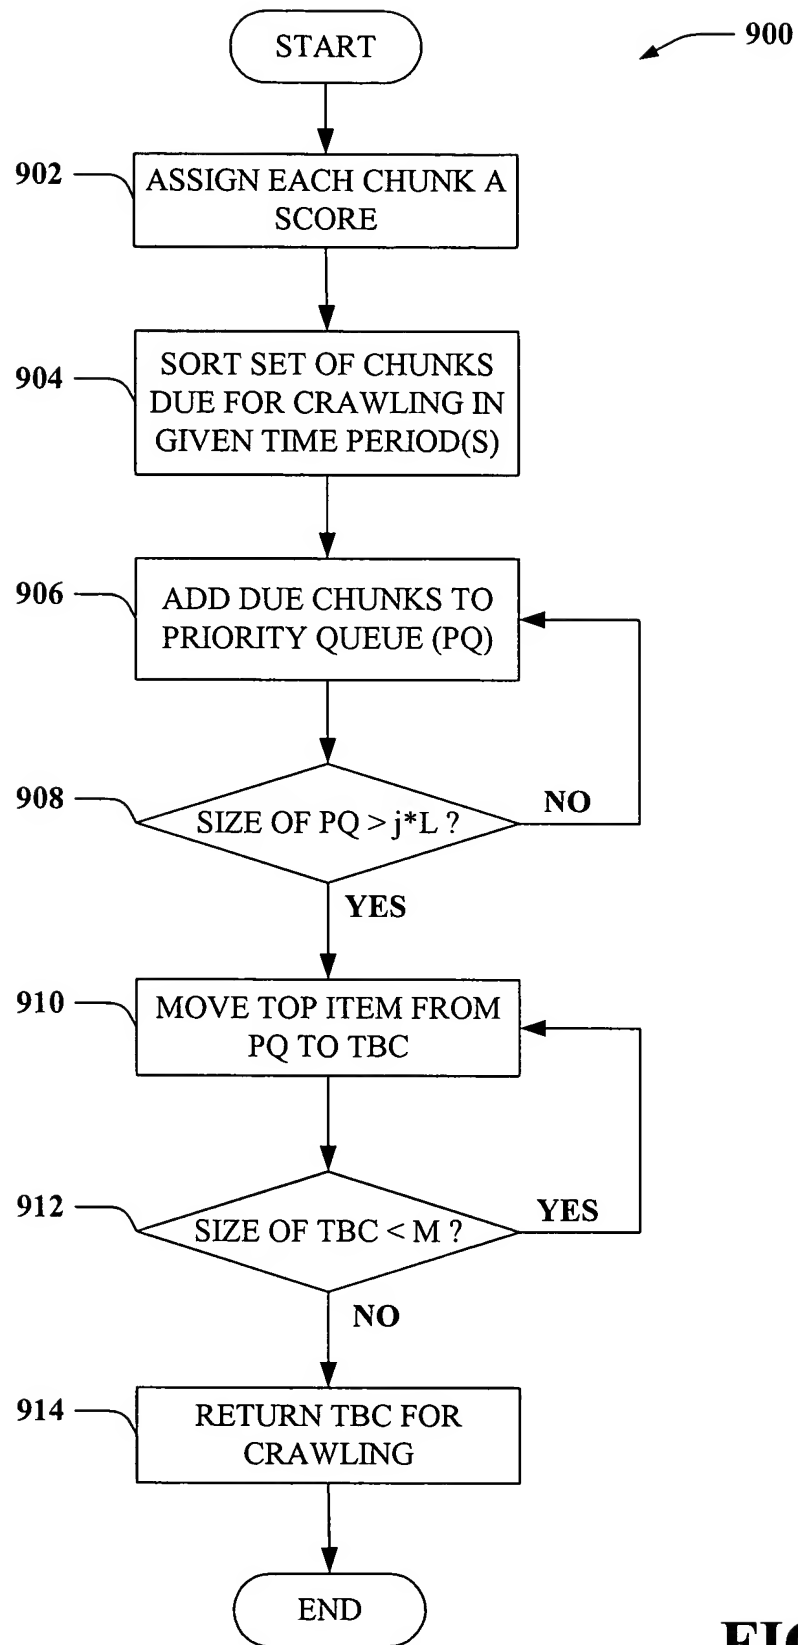 START
900
902
ASSIGN EACH CHUNK A
SCORE
904
SORT SET OF CHUNKS
DUE FOR CRAWLING IN
GIVEN TIME PERIOD(S)
906
ADD DUE CHUNKS TO
PRIORITY QUEUE (PQ)
908
SIZE OF PQ > j*L ?
NO
YES
910
MOVE TOP ITEM FROM
PQ TO TBC
912
SIZE OF TBC < M ?
YES
NO
914
RETURN TBC FOR
CRAWLING
END